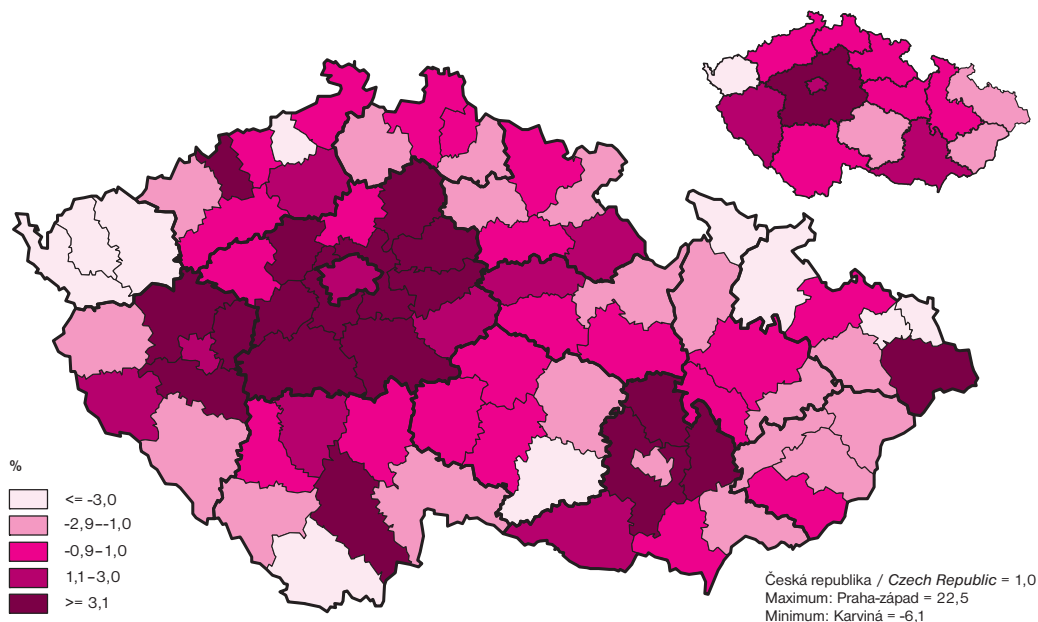 %
<= -3,0
-2,9–-1,0
-0,9–1,0
1,1–3,0
>= 3,1
Česká republika / Czech Republic = 1,0
Maximum: Praha-západ = 22,5
Minimum: Karviná = -6,1